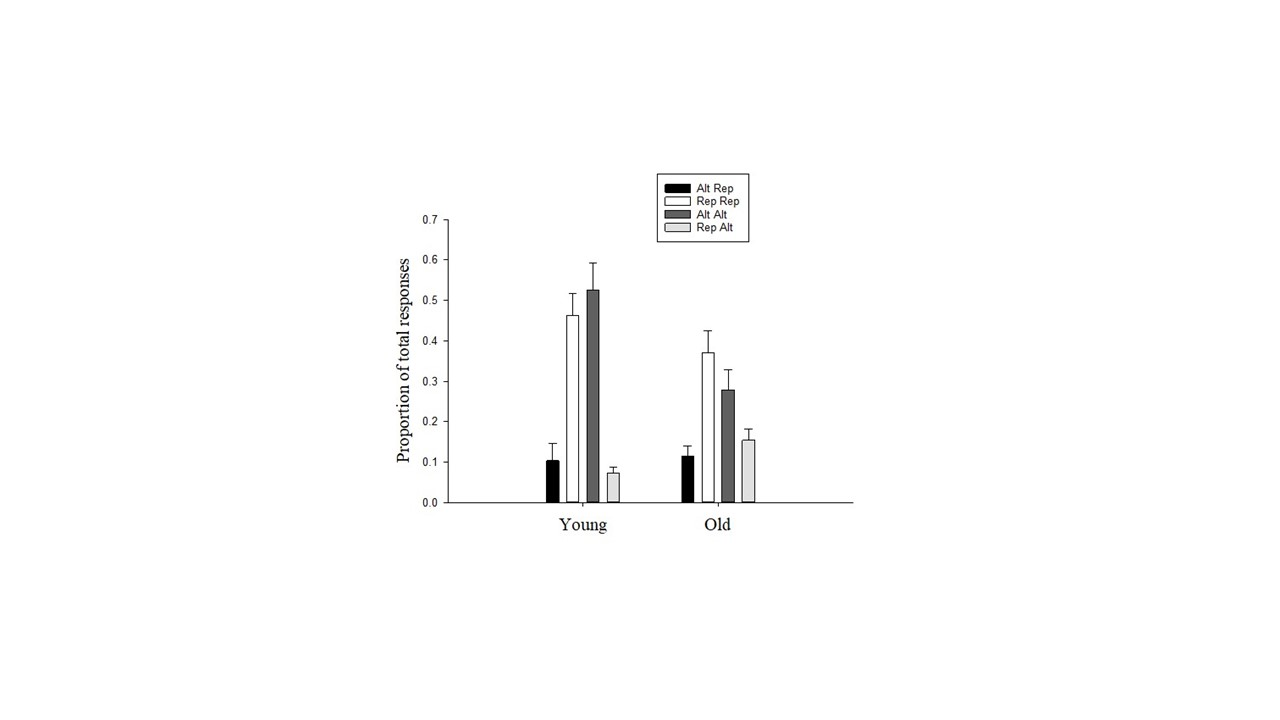 Alt Rep
Rep Rep
Alt Alt
Rep Alt
Proportion of total responses
0.7
0.6
0.5
0.4
0.3
0.2
0.1
0.0
Young
Old